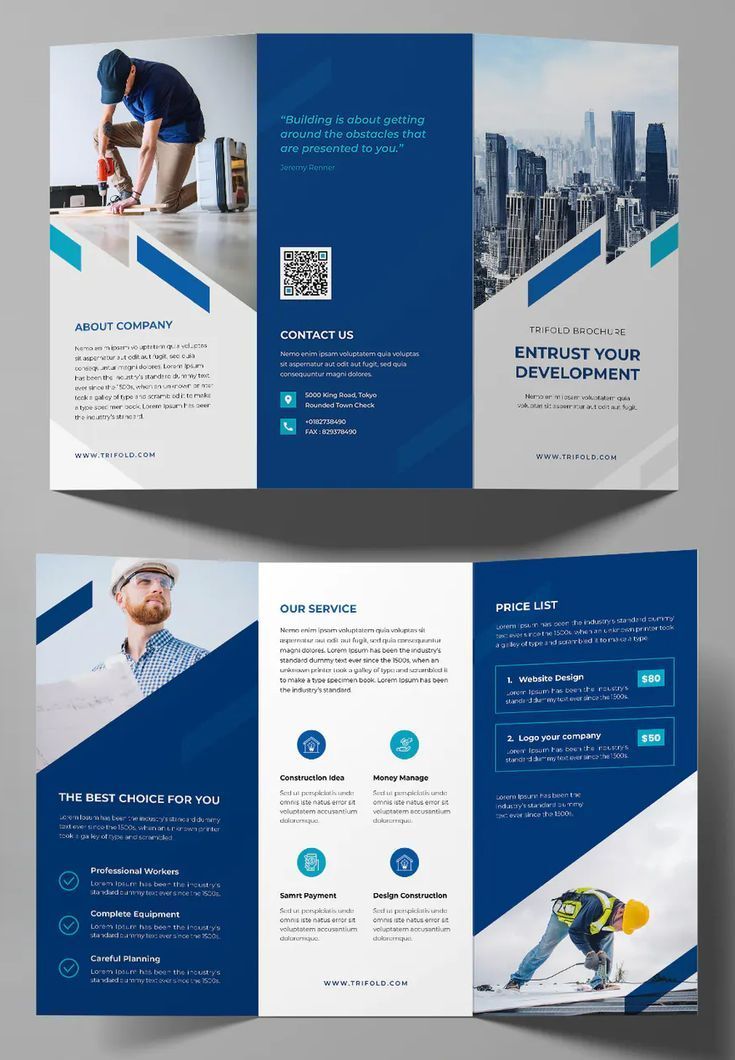 ABOUT COMPANY
Nemo enim ipsam voluptatem quia voluptas
sit aspernatur aut odit aut fugit, sed quia
consequuntur magni dolores. Lorem Ipsum
has been the industry's standard dummy text
ever since the 1500s, when an unknown printer
took a galley of type and scrambled it to make
a type specimen book. Lorem Ipsum has been
the industry's standard.
WWW.TRIFOLD.COM
“Building is about getting
around the obstacles that
are presented to you.”
Jeremy Renner
CONTACT US
Nemo enim ipsam voluptatem quia voluptas
sit aspernatur aut odit aut fugit, sed quia
consequuntur magni dolores.
5000 King Road, Tokyo
Rounded Town Check
+0182738490
FAX : 829378490
TRIFOLD BROCHURE
ENTRUST YOUR
DEVELOPMENT
Nemo enim ipsam voluptatem quia
voluptas sit aspernatur aut odit aut fugit.
WWW.TRIFOLD.COM
THE BEST CHOICE FOR YOU
Lorem Ipsum has been the industry's standard dummy
text ever since the 1500s, when an unknown printer
took a galley of type and scrambled.
Professional Workers
Lorem Ipsum has been the industry's
standard dummy text ever since the 1500s.
Complete Equipment
Lorem Ipsum has been the industry's
standard dummy text ever since the 1500s.
Careful Planning
Lorem Ipsum has been the industry's
standard dummy text ever since the 1500s.
OUR SERVICE
Nemo enim ipsam voluptatem quia voluptas sit
aspernatur aut odit aut fugit, sed quia consequuntur
magni dolores. Lorem Ipsum has been the industry's
standard dummy text ever since the 1500s, when an
unknown printer took a galley of type and scrambled
it to make a type specimen book. Lorem Ipsum has
been the industry's standard.
Construction Idea
Sed ut perspiciatis unde
omnis iste natus error sit
voluptatem accusantium
doloremque.
Money Manage
Sed ut perspiciatis unde
omnis iste natus error sit
voluptatem accusantium
doloremque.
Samrt Payment
Sed ut perspiciatis unde
omnis iste natus error sit
voluptatem accusantium
doloremque.
Design Construction
Sed ut perspiciatis unde
omnis iste natus error sit
voluptatem accusantium
doloremque.
WWW.TRIFOLD.COM
PRICE LIST
Lorem Ipsum has been the industry's standard dummy
text ever since the 1500s, when an unknown printer took
a galley of type and scrambled it to make a type.
1. Website Design
$80
Lorem Ipsum has been the industry's
standard dummy text ever since the 1500s.
2. Logo your company
$50
Lorem Ipsum has been the industry's
standard dummy text ever since the 1500s.
Lorem Ipsum has been the
industry's standard dummy
text ever since the 1500s.